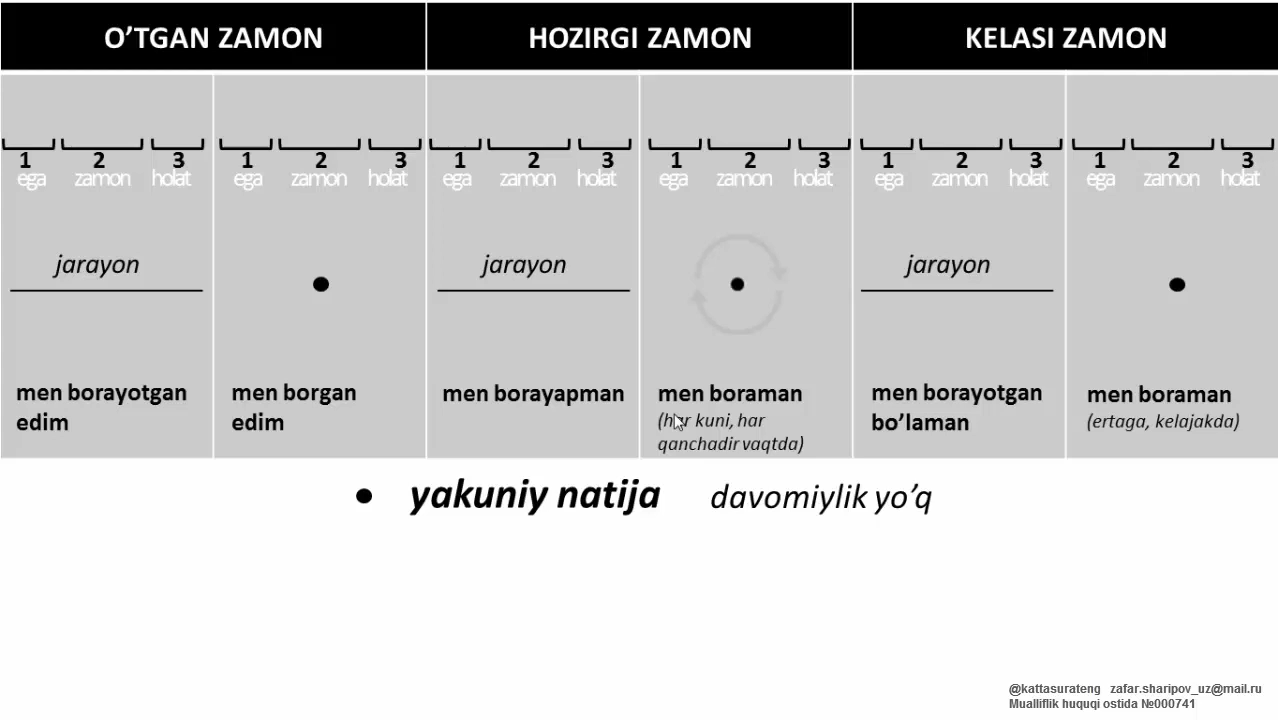 O’TGAN ZAMON HOZIRGI ZAMON KELASI ZAMON
1 2 3 1 2 3 1 2 3 1 2 3 1 2 3 1 2 3
ega zamon holat ega zamon holat ega zamon holat ega zamon holat ega zamon holat ega zamon holat
jarayon jarayon jarayon
men borayotgan edim
men borgan edim
men borayapman
men boraman
(har kuni, har
qanchadir vaqtda)
men borayotgan
bo’laman
men boraman
(ertaga, kelajakda)
• yakuniy natija davomiylik yo’q
@kattasurateng zafar.sharipov_uz@mail.ru
Mualliflik huquqi ostida №000741